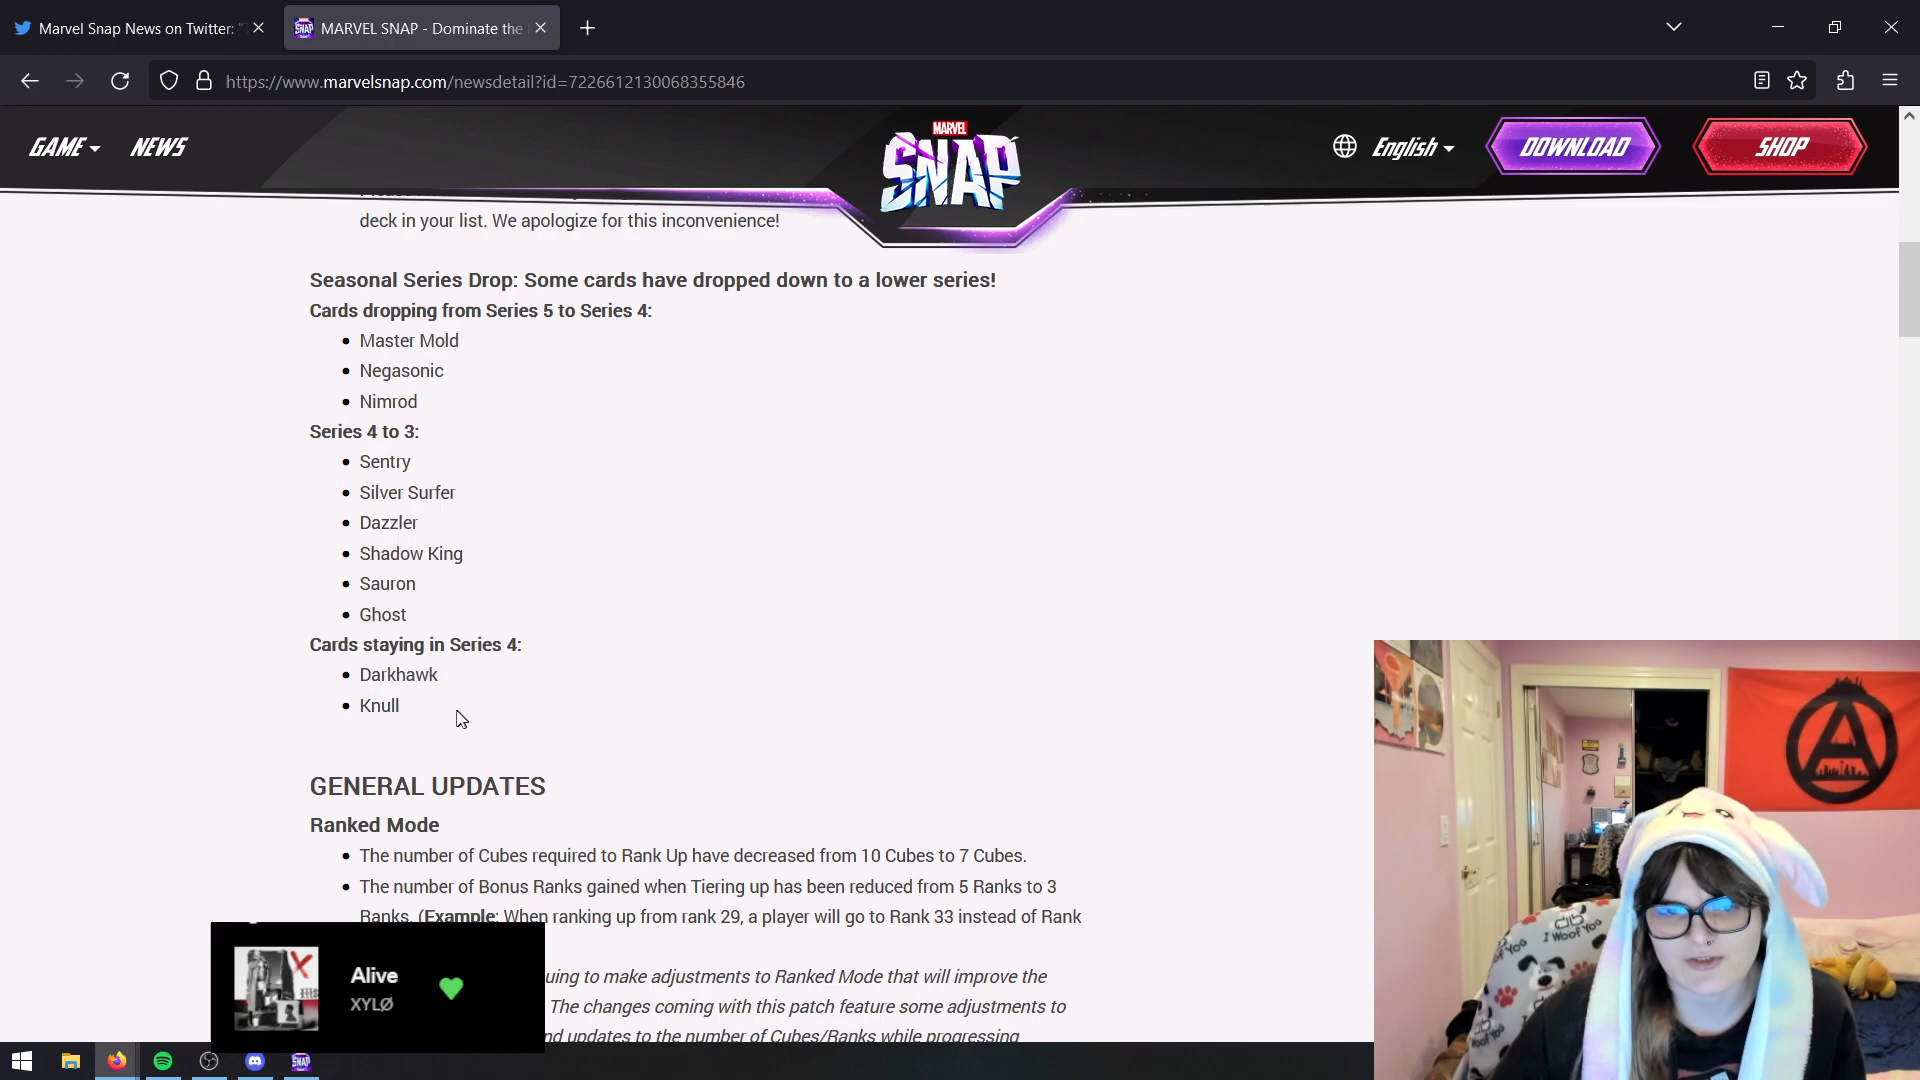 Marvel Snap News on Twitter: "
MARVEL SNAP - Dominate the
https://www.marvelsnap.com/newsdetail?id=7226612130068355846
GAME
NEWS
MARVEL
SNAP
English
DOWNLOAD
SHOP
deck in your list. We apologize for this inconvenience!
Seasonal Series Drop: Some cards have dropped down to a lower series!
Cards dropping from Series 5 to Series 4:
• Master Mold
• Negasonic
• Nimrod
Series 4 to 3:
• Sentry
• Silver Surfer
• Dazzler
• Shadow King
• Sauron
• Ghost
Cards staying in Series 4:
• Darkhawk
• Knull
GENERAL UPDATES
Ranked Mode
• The number of Cubes required to Rank Up have decreased from 10 Cubes to 7 Cubes.
• The number of Bonus Ranks gained when Tiering up has been reduced from 5 Ranks to 3
Ranks. (Example: When ranking up from rank 29, a player will go to Rank 33 instead of Rank
uing to make adjustments to Ranked Mode that will improve the
The changes coming with this patch feature some adjustments to
nd updates to the number of Cubes/Ranks while progressing
Alive
XYLØ
I Woof You